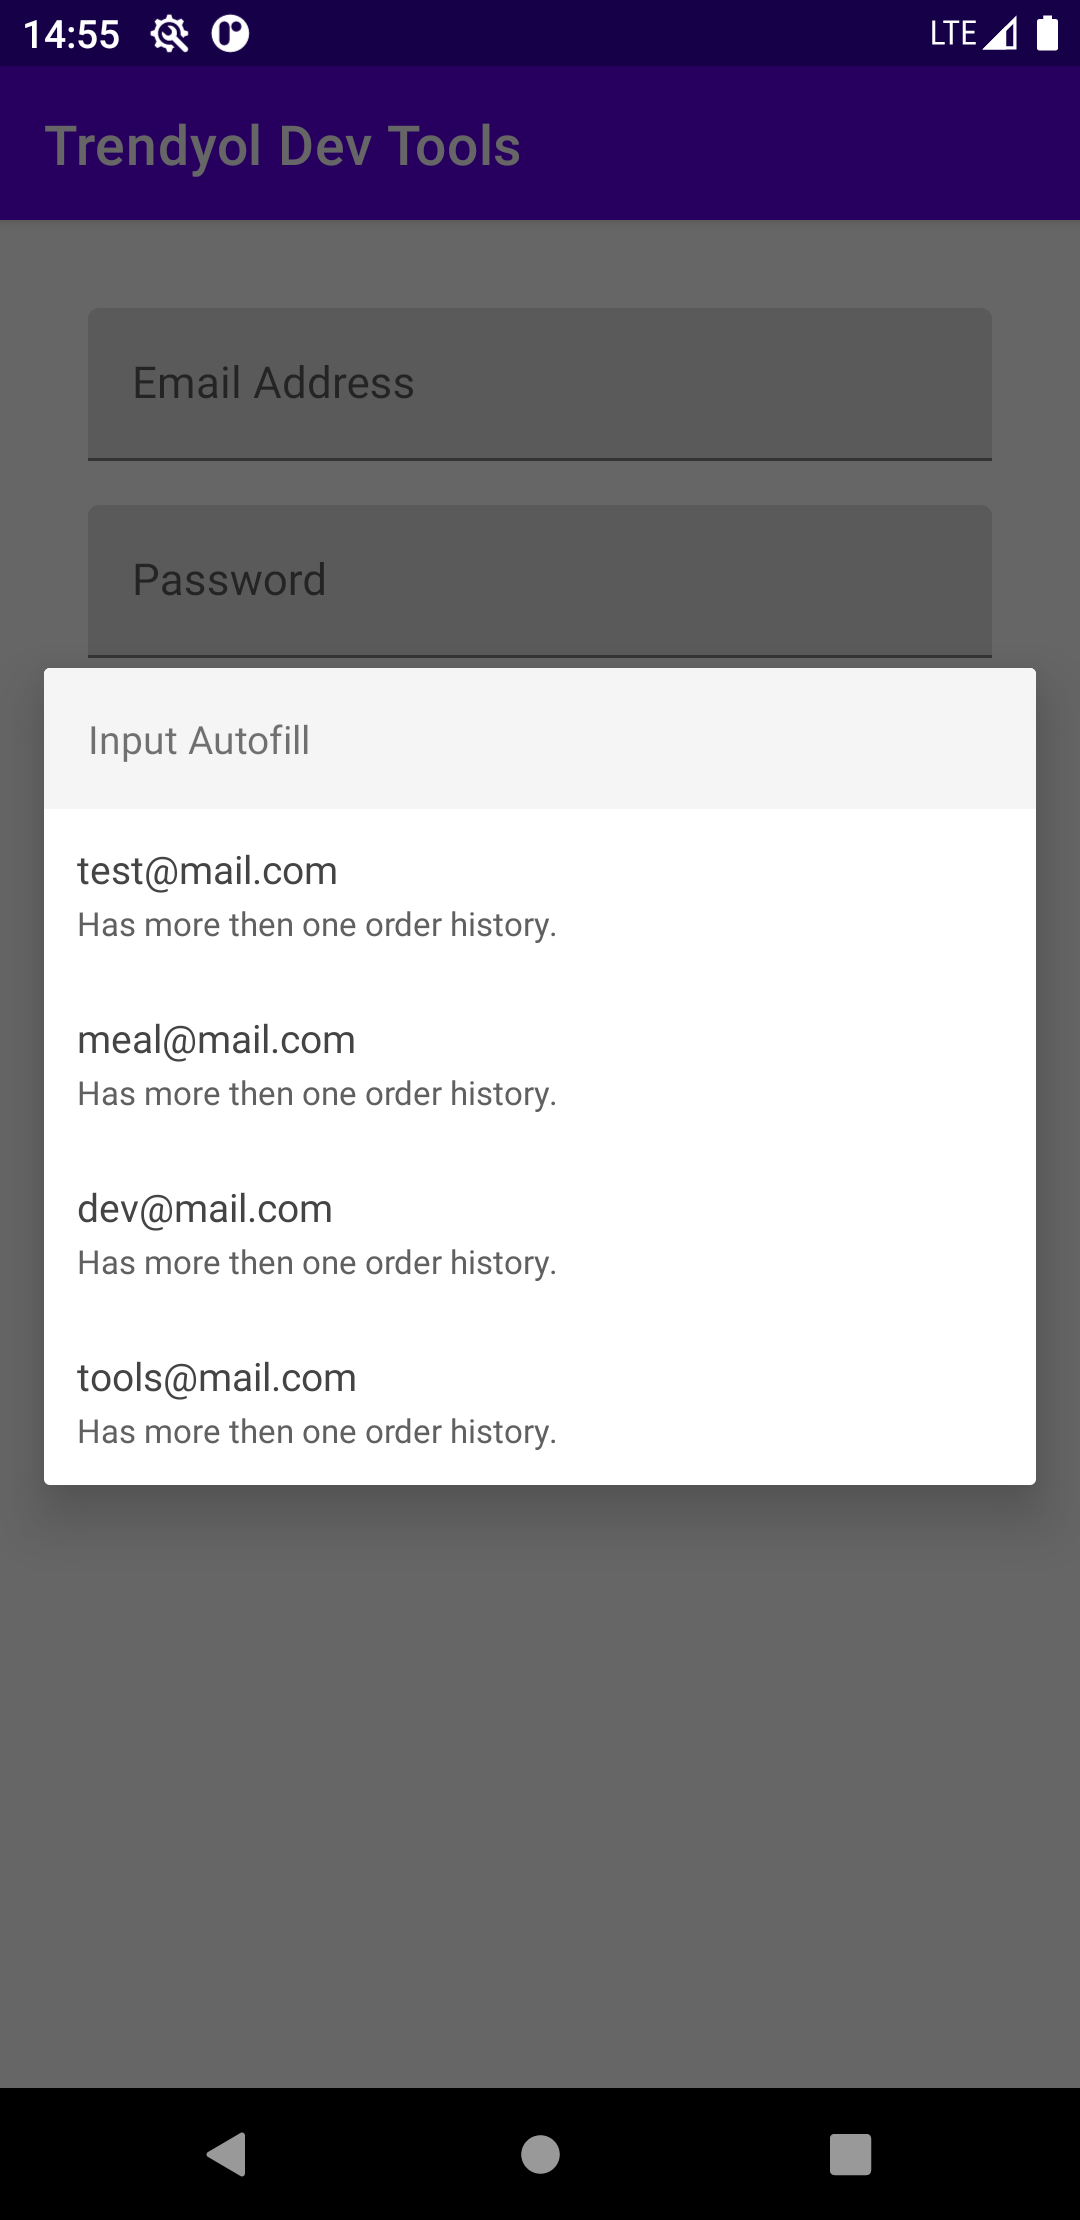 14:55 LTE
Trendyol Dev Tools
Email Address
Password
Input Autofill
test@mail.com
Has more then one order history.
meal@mail.com
Has more then one order history.
dev@mail.com
Has more then one order history.
tools@mail.com
Has more then one order history.